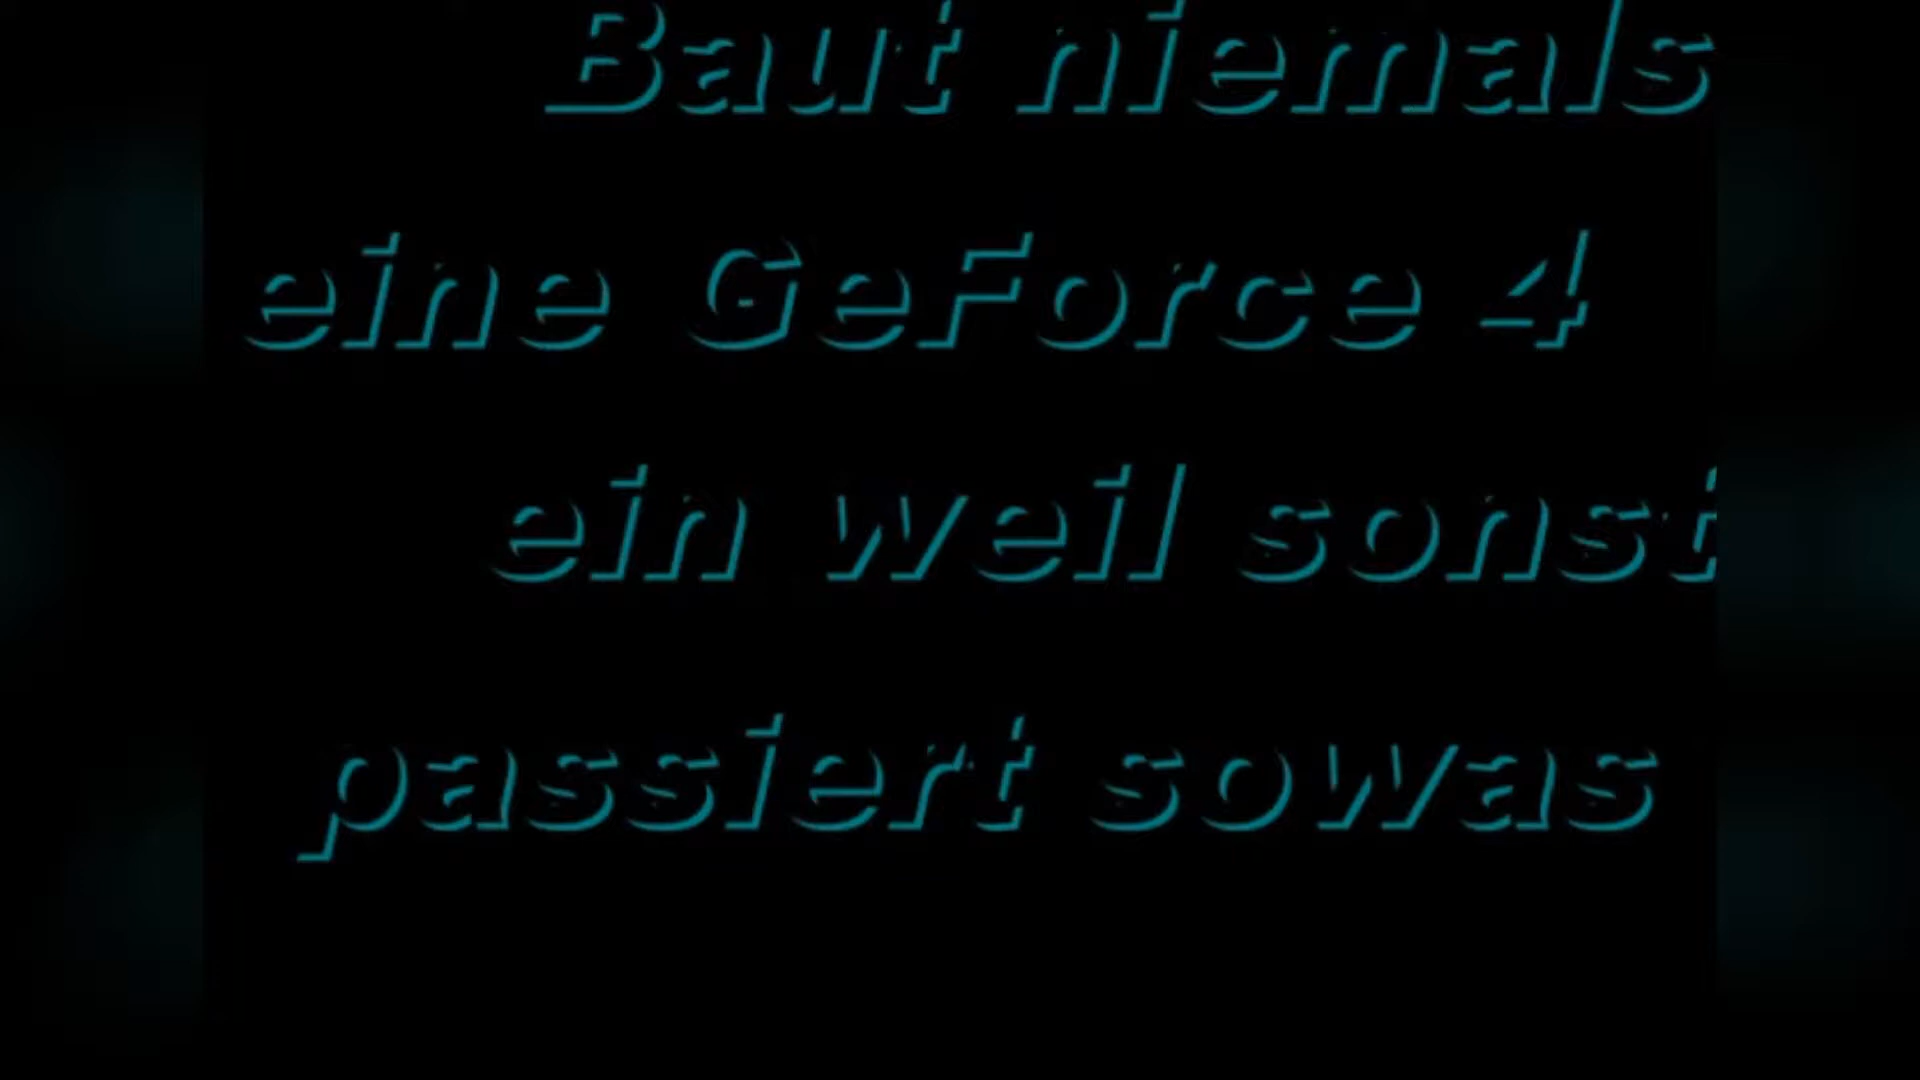 Baut niemals
eine GeForce 4
ein weil sonst
passiert sowas